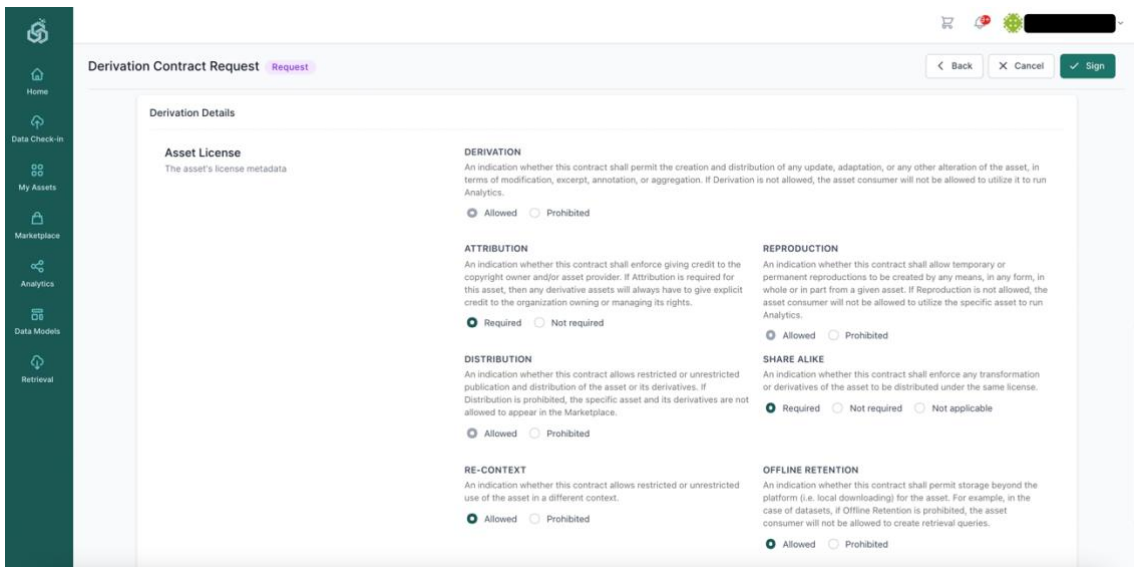 Derivation Contract Request Request
Back
Cancel
Sign
Home
Data Check-in
My Assets
Marketplace
Analytics
Data Models
Retrieval
Derivation Details
Asset License
The asset's license metadata
DERIVATION
An indication whether this contract shall permit the creation and distribution of any update, adaptation, or any other alteration of the asset, in
terms of modification, excerpt, annotation, or aggregation. If Derivation is not allowed, the asset consumer will not be allowed to utilize it to run
Analytics.
Allowed Prohibited
ATTRIBUTION
An indication whether this contract shall enforce giving credit to the
copyright owner and/or asset provider. If Attribution is required for
this asset, then any derivative assets will always have to give explicit
credit to the organization owning or managing its rights.
Required Not required
REPRODUCTION
An indication whether this contract shall allow temporary or
permanent reproductions to be created by any means, in any form, in
whole or in part from a given asset. If Reproduction is not allowed, the
asset consumer will not be allowed to utilize the specific asset to run
Analytics.
Allowed Prohibited
DISTRIBUTION
An indication whether this contract allows restricted or unrestricted
publication and distribution of the asset or its derivatives. If
Distribution is prohibited, the specific asset and its derivatives are not
allowed to appear in the Marketplace.
Allowed Prohibited
SHARE ALIKE
An indication whether this contract shall enforce any transformation
or derivatives of the asset to be distributed under the same license.
Required Not required Not applicable
RE-CONTEXT
An indication whether this contract allows restricted or unrestricted
use of the asset in a different context.
Allowed Prohibited
OFFLINE RETENTION
An indication whether this contract shall permit storage beyond the
platform (i.e. local downloading) for the asset. For example, in the
case of datasets, if Offline Retention is prohibited, the asset
consumer will not be allowed to create retrieval queries.
Allowed Prohibited